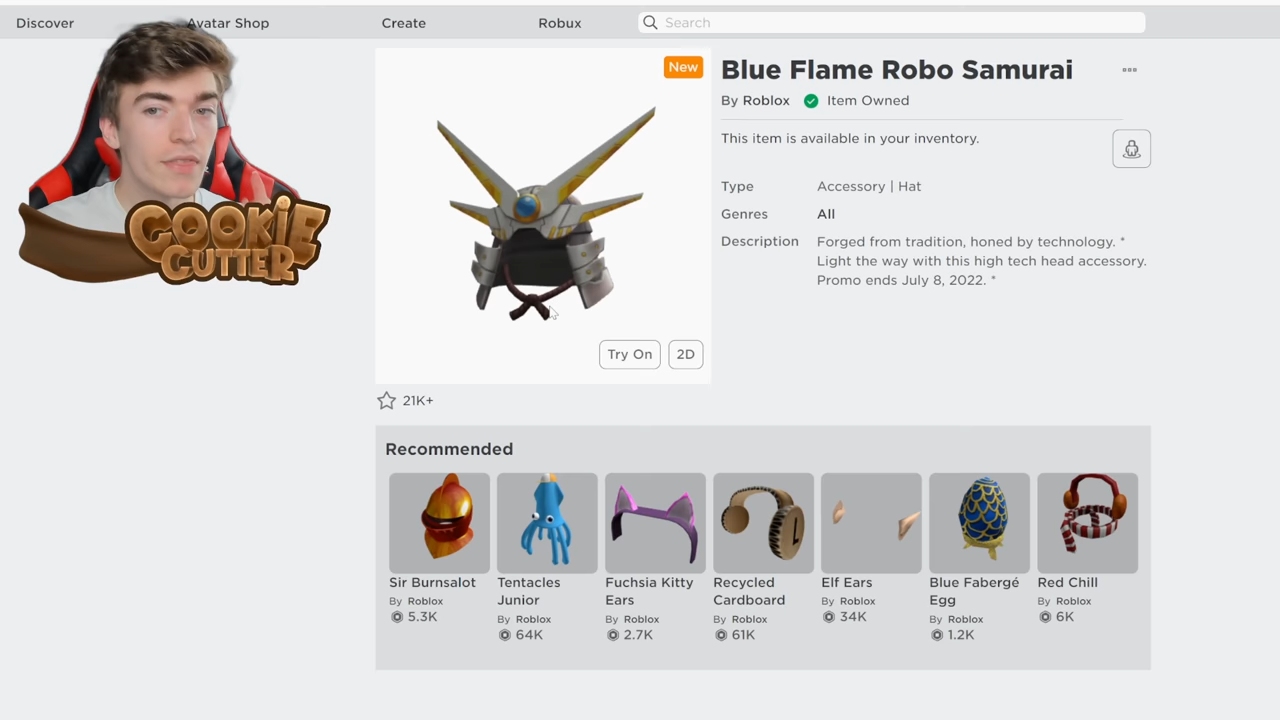 Discover
Avatar Shop
Create
Robux
Search
COOKIE
CUTTER
New
Try On
2D
21K+
Blue Flame Robo Samurai
By Roblox Item Owned
This item is available in your inventory.
Type Accessory | Hat
Genres All
Description Forged from tradition, honed by technology. *
Light the way with this high tech head accessory.
Promo ends July 8, 2022. *
Recommended
Sir Burnsalot
By Roblox
5.3K
Tentacles
Junior
By Roblox
64K
Fuchsia Kitty
Ears
By Roblox
2.7K
L
Recycled
Cardboard
By Roblox
61K
Elf Ears
By Roblox
34K
Blue Fabergé
Egg
By Roblox
1.2K
Red Chill
By Roblox
6K